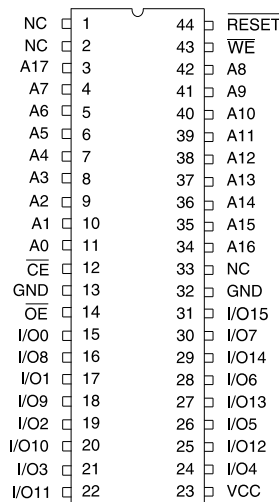 NC 1 44 RESET
NC 2 43 WE
A17 3 42 A8
A7 4 41 A9
A6 5 40 A10
A5 6 39 A11
A4 7 38 A12
A3 8 37 A13
A2 9 36 A14
A1 10 35 A15
A0 11 34 A16
CE 12 33 NC
GND 13 32 GND
OE 14 31 I/O15
I/O0 15 30 I/O7
I/O8 16 29 I/O14
I/O1 17 28 I/O6
I/O9 18 27 I/O13
I/O2 19 26 I/O5
I/O10 20 25 I/O12
I/O3 21 24 I/O4
I/O11 22 23 VCC